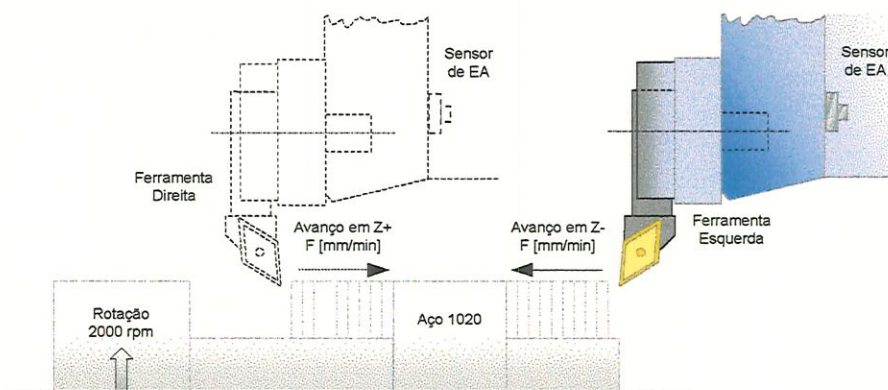 Sensor
de EA
Sensor
de EA
Ferramenta
Direita
Avanço em Z+
F [mm/min]
Avanço em Z-
F [mm/min]
Ferramenta
Esquerda
Rotação
2000 rpm
Aço 1020